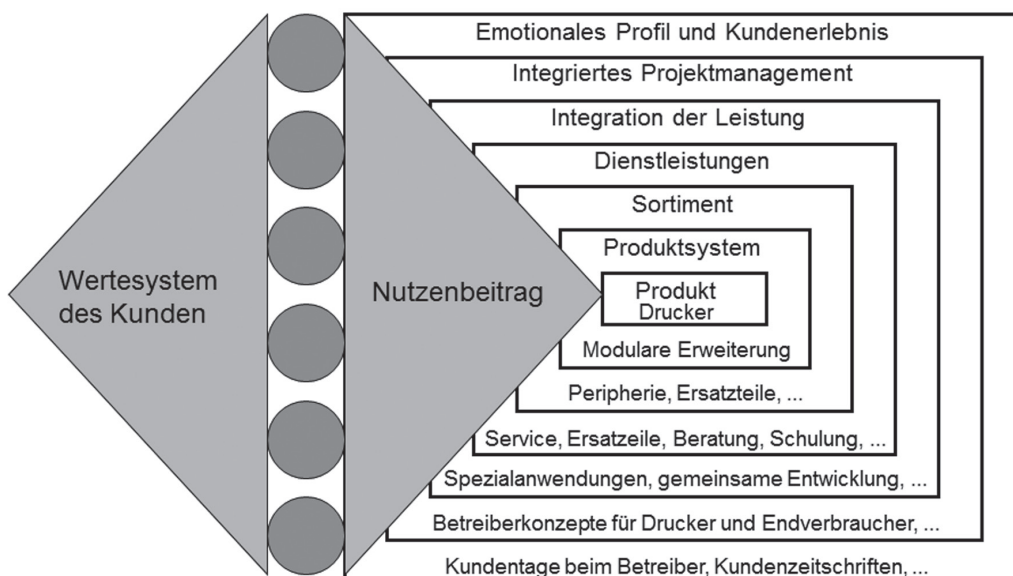 Emotionales Profil und Kundenerlebnis
Integriertes Projektmanagement
Integration der Leistung
Dienstleistungen
Sortiment
Produktsystem
Wertesystem
des Kunden
Nutzenbeitrag
Produkt
Drucker
Modulare Erweiterung
Peripherie, Ersatzteile, ...
Service, Ersatzeile, Beratung, Schulung, ...
Spezialanwendungen, gemeinsame Entwicklung, ...
Betreiberkonzepte für Drucker und Endverbraucher, ...
Kundentage beim Betreiber, Kundenzeitschriften, ...